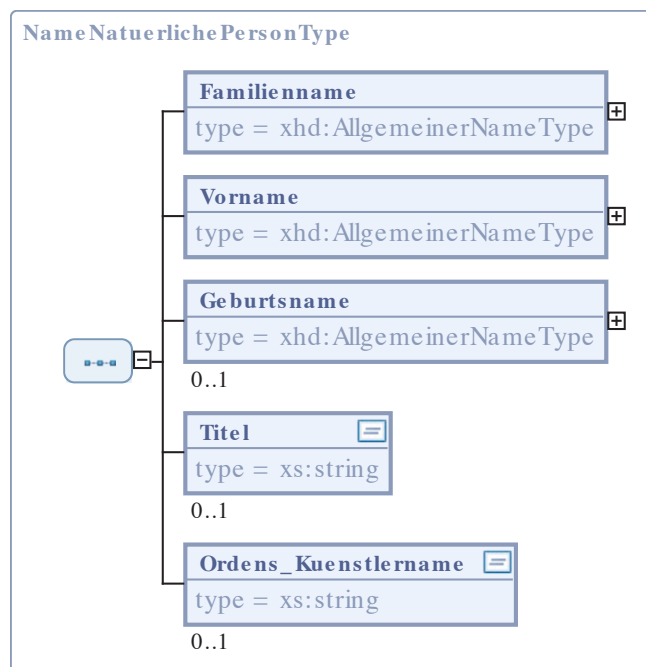 NameNatuerlichePersonType
Familienname
type = xhd:AllgemeinerNameType
Vorname
type = xhd:AllgemeinerNameType
Geburtsname
type = xhd:AllgemeinerNameType
0..1
Titel
type = xs:string
0..1
Ordens_Kuenstlername
type = xs:string
0..1